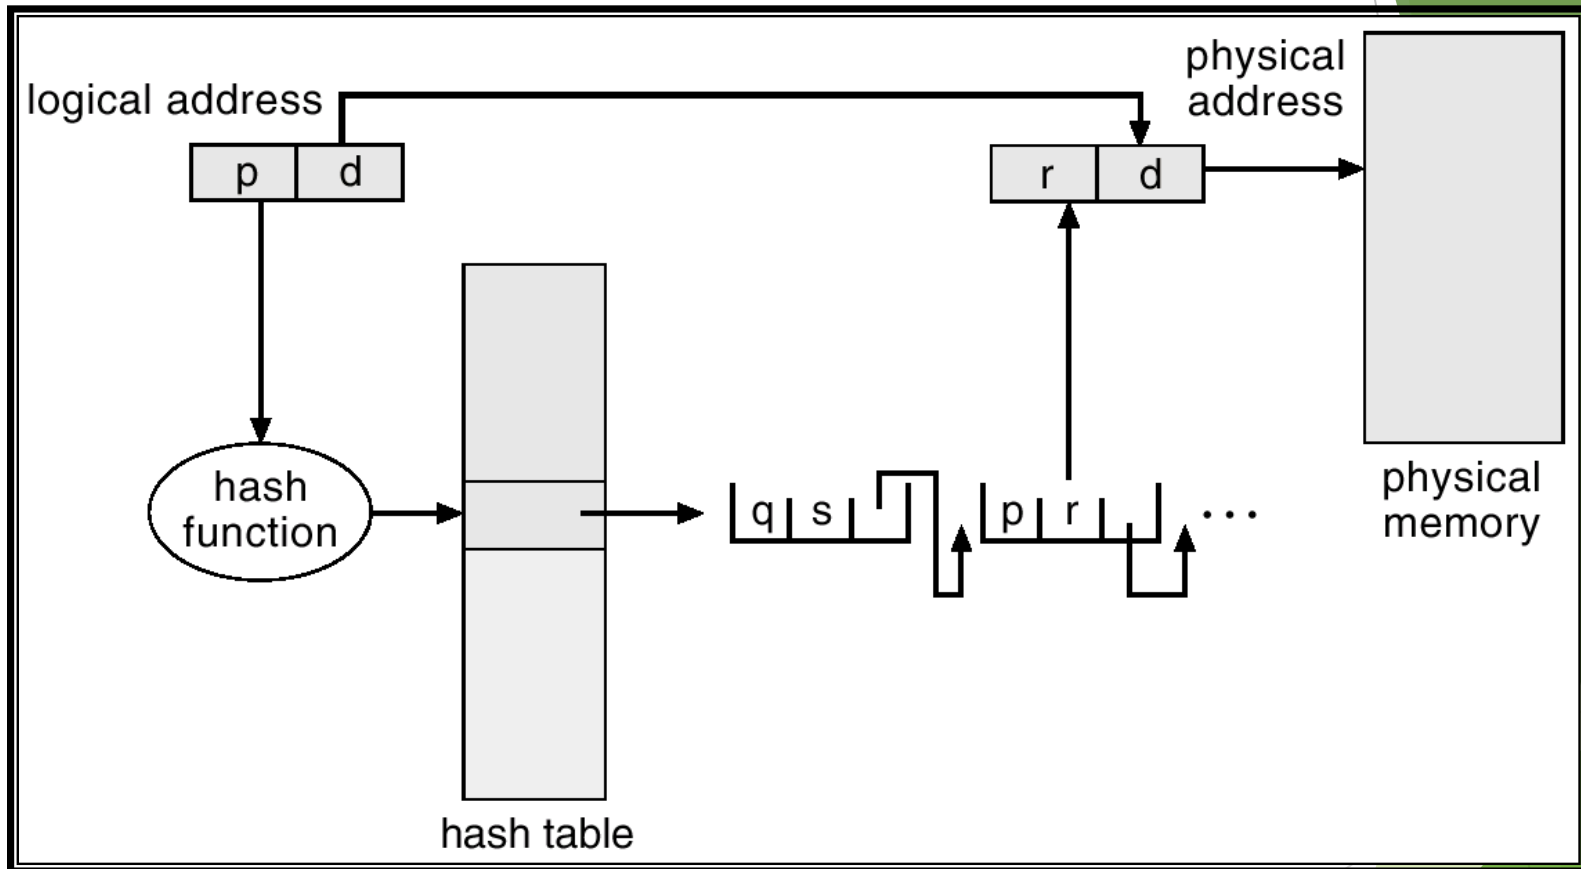 logical address
p d
physical
address
r d
hash
function
q s
p r
...
physical
memory
hash table